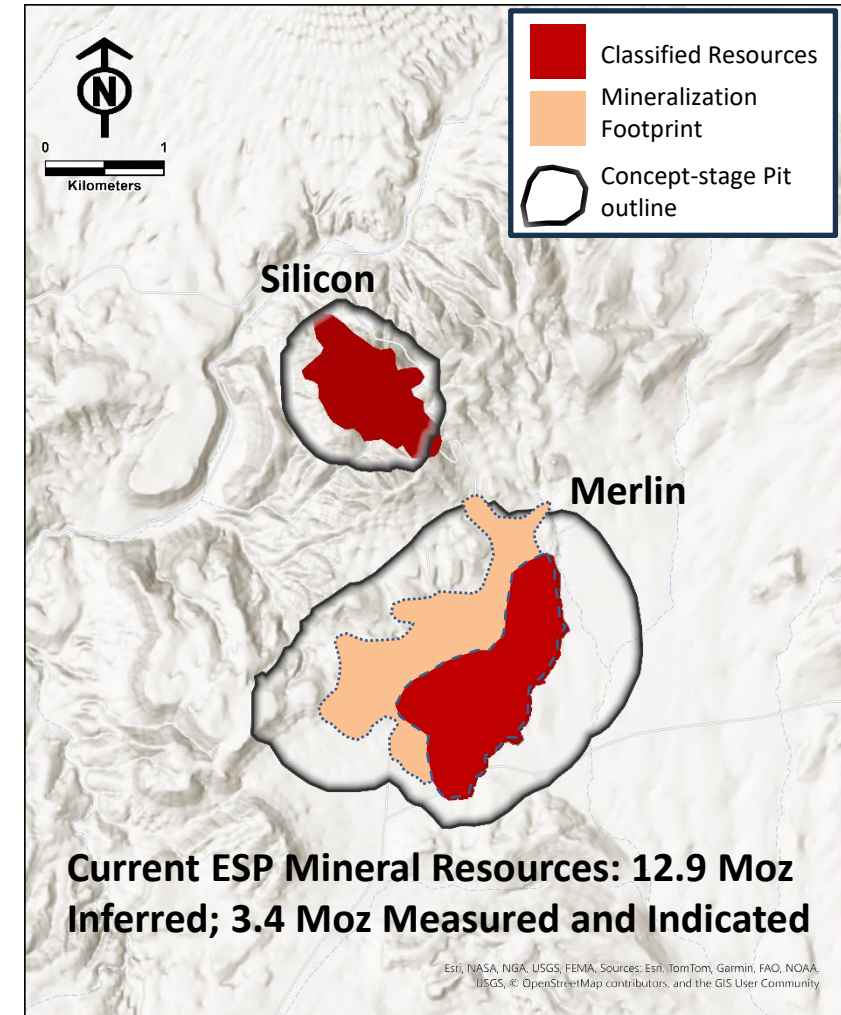 N
0 1
Kilometers
Classified Resources
Mineralization
Footprint
Concept-stage Pit
outline
Silicon
Merlin
Current ESP Mineral Resources: 12.9 Moz
Inferred; 3.4 Moz Measured and Indicated
Esri, NASA, NGA, USGS, FEMA, Sources: Esri, TomTom, Garmin, FAO, NOAA,
USGS, © OpenStreetMap contributors, and the GIS User Community